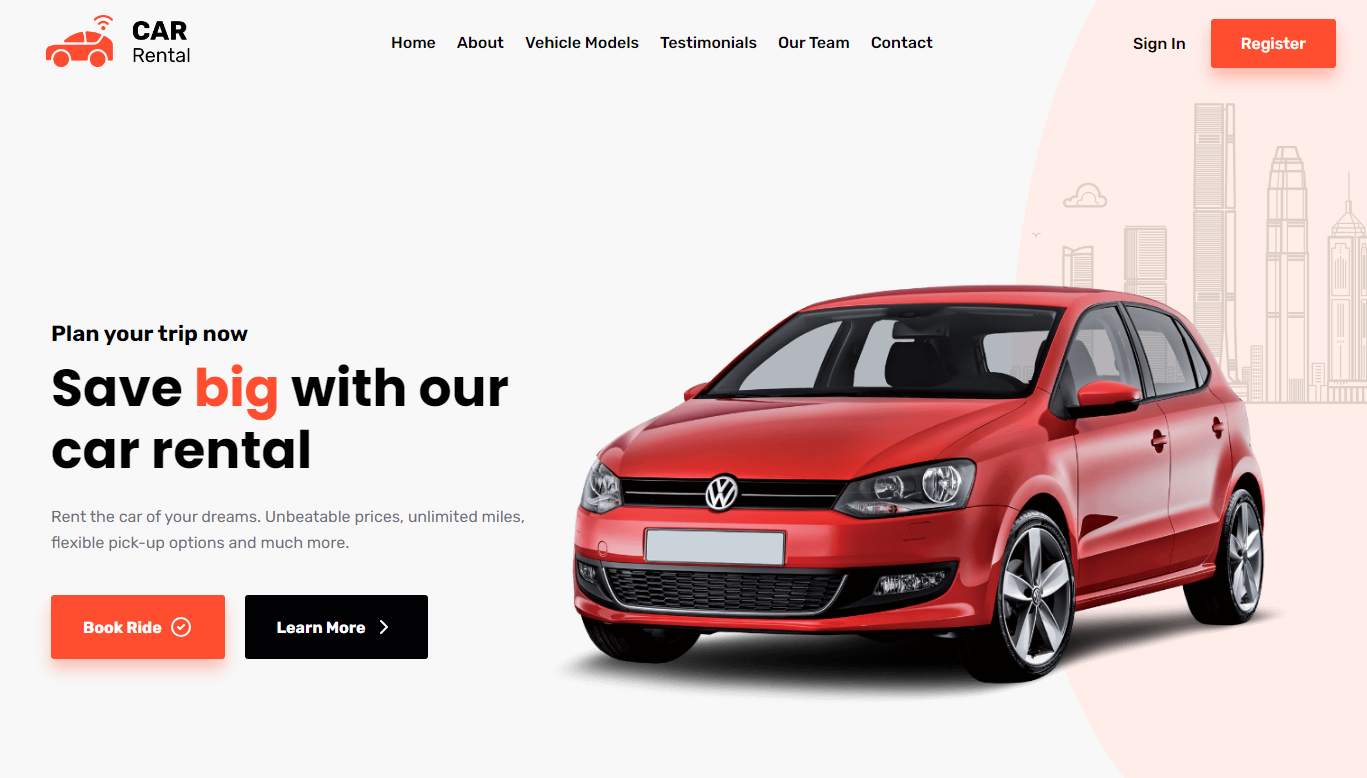 CAR
Rental
Home About Vehicle Models Testimonials Our Team Contact
Sign In Register
Plan your trip now
Save big with our
car rental
Rent the car of your dreams. Unbeatable prices, unlimited miles,
flexible pick-up options and much more.
Book Ride Learn More